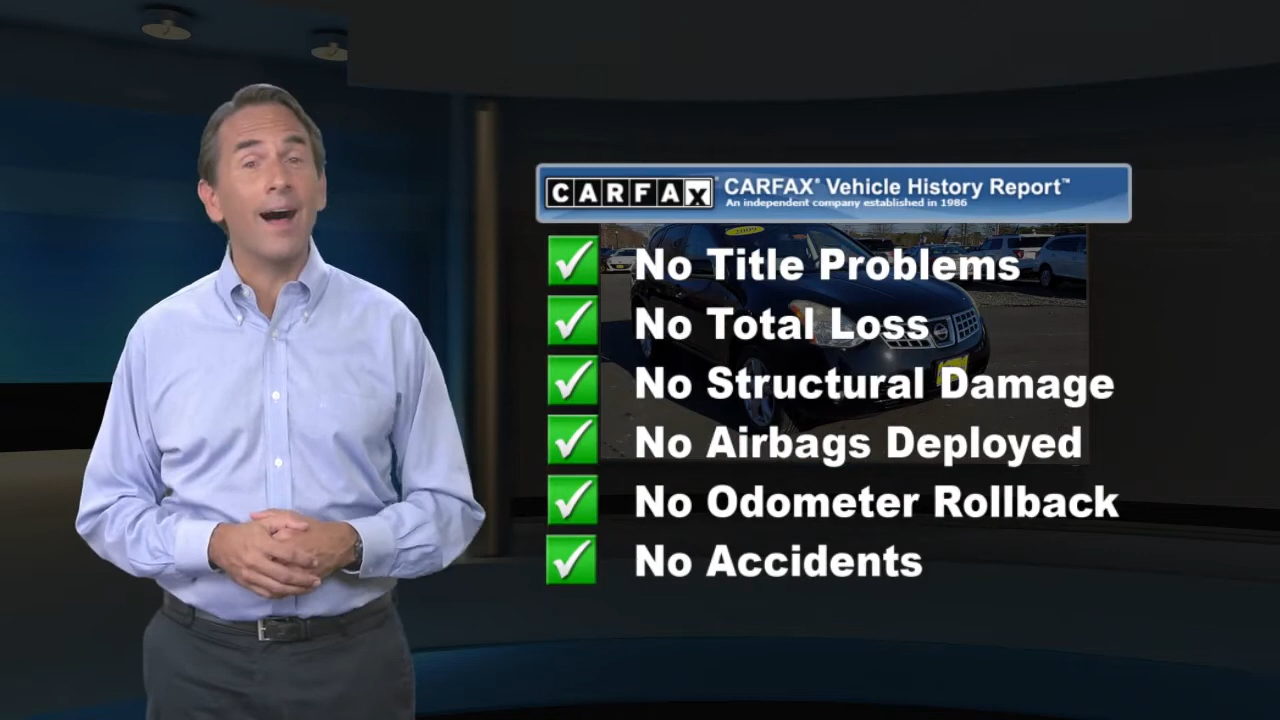 CARFAX
CARFAX® Vehicle History Report™
An independent company established in 1986
2009
No Title Problems
No Total Loss
No Structural Damage
No Airbags Deployed
No Odometer Rollback
No Accidents